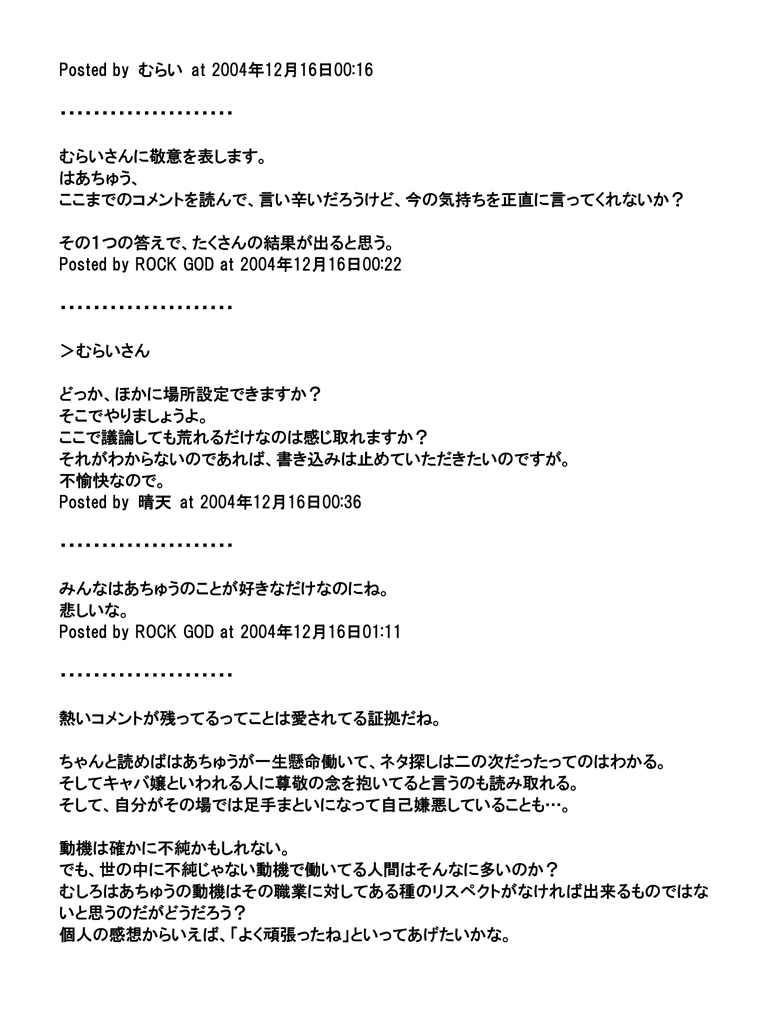 Posted by むらい at 2004年12月16日00:16
・・・・・・・・・・・・・・・・・・・・・
むらいさんに敬意を表します。
はあちゅう、
ここまでのコメントを読んで、言い辛いだろうけど、今の気持ちを正直に言ってくれないか？
その１つの答えで、たくさんの結果が出ると思う。
Posted by ROCK GOD at 2004年12月16日00:22
・・・・・・・・・・・・・・・・・・・・・
＞むらいさん
どっか、ほかに場所設定できますか？
そこでやりましょうよ。
ここで議論しても荒れるだけなのは感じ取れますか？
それがわからないのであれば、書き込みは止めていただきたいのですが。
不愉快なので。
Posted by 晴天 at 2004年12月16日00:36
・・・・・・・・・・・・・・・・・・・・・
みんなはあちゅうのことが好きなだけなのにね。
悲しいな。
Posted by ROCK GOD at 2004年12月16日01:11
・・・・・・・・・・・・・・・・・・・・・
熱いコメントが残ってるってことは愛されてる証拠だね。
ちゃんと読めばはあちゅうが一生懸命働いて、ネタ探しは二の次だったってのはわかる。
そしてキャバ嬢といわれる人に尊敬の念を抱いてると言うのも読み取れる。
そして、自分がその場では足手まといになって自己嫌悪していることも…。
動機は確かに不純かもしれない。
でも、世の中に不純じゃない動機で働いてる人間はそんなに多いのか？
むしろはあちゅうの動機はその職業に対してある種のリスペクトがなければ出来るものではな
いと思うのだがどうだろう？
個人の感想からいえば、「よく頑張ったね」といってあげたいかな。